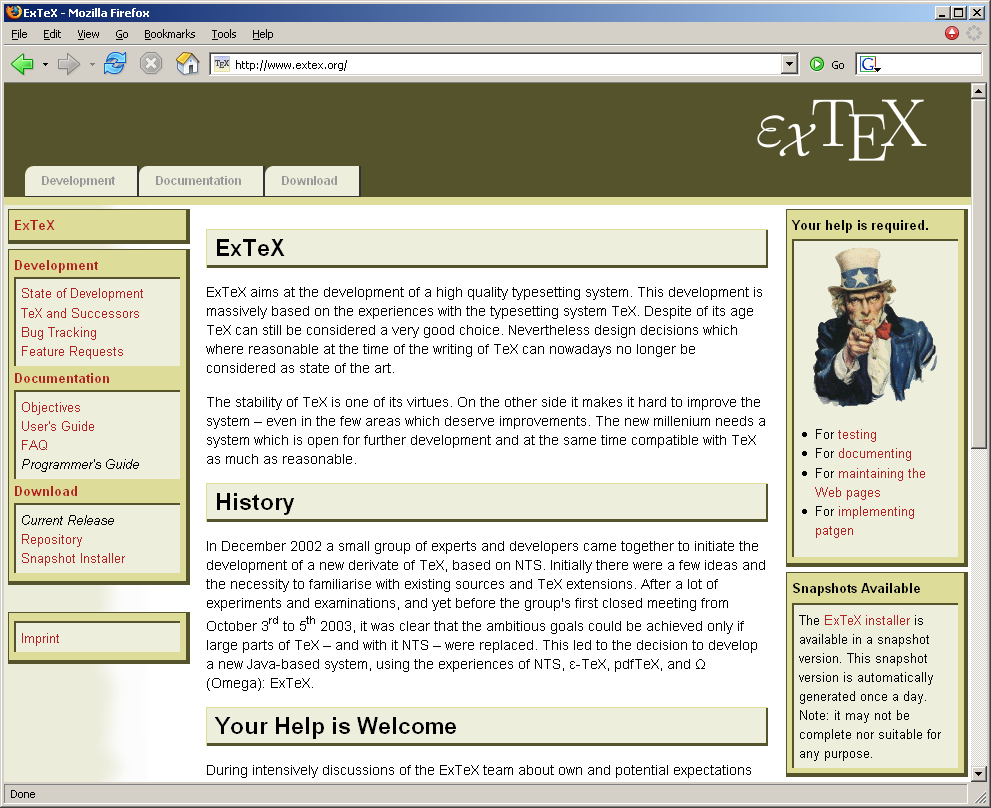 ExTeX - Mozilla Firefox
File Edit View Go Bookmarks Tools Help
TEX http://www.extex.org/ Go G
εxTEX
Development Documentation Download
ExTeX
Development
State of Development
TeX and Successors
Bug Tracking
Feature Requests
Documentation
Objectives
User's Guide
FAQ
Programmer's Guide
Download
Current Release
Repository
Snapshot Installer
Imprint
ExTeX
ExTeX aims at the development of a high quality typesetting system. This development is
massively based on the experiences with the typesetting system TeX. Despite of its age
TeX can still be considered a very good choice. Nevertheless design decisions which
where reasonable at the time of the writing of TeX can nowadays no longer be
considered as state of the art.
The stability of TeX is one of its virtues. On the other side it makes it hard to improve the
system – even in the few areas which deserve improvements. The new millenium needs a
system which is open for further development and at the same time compatible with TeX
as much as reasonable.
History
In December 2002 a small group of experts and developers came together to initiate the
development of a new derivate of TeX, based on NTS. Initially there were a few ideas and
the necessity to familiarise with existing sources and TeX extensions. After a lot of
experiments and examinations, and yet before the group's first closed meeting from
October 3rd to 5th 2003, it was clear that the ambitious goals could be achieved only if
large parts of TeX – and with it NTS – were replaced. This led to the decision to develop
a new Java-based system, using the experiences of NTS, ε-TeX, pdfTeX, and Ω
(Omega): ExTeX.
Your Help is Welcome
During intensively discussions of the ExTeX team about own and potential expectations
Your help is required.
For testing
For documenting
For maintaining the
Web pages
For implementing
patgen
Snapshots Available
The ExTeX installer is
available in a snapshot
version. This snapshot
version is automatically
generated once a day.
Note: it may not be
complete nor suitable for
any purpose.
Done